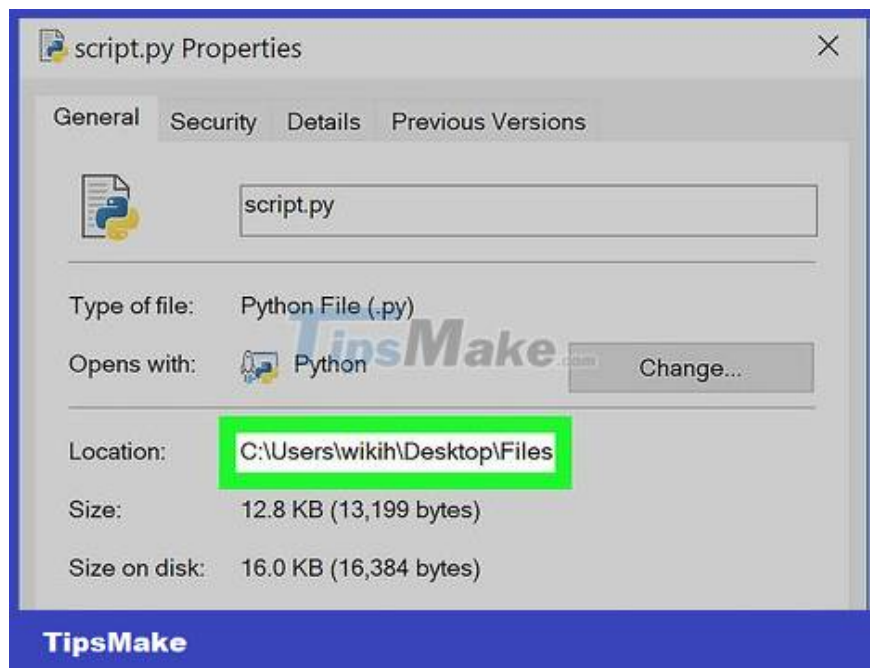 script.py Properties
General Security Details Previous Versions
script.py
Type of file: Python File (.py)
TipsMake.com
Opens with: Python Change...
Location: C:\Users\wikih\Desktop\Files
Size: 12.8 KB (13,199 bytes)
Size on disk: 16.0 KB (16,384 bytes)
TipsMake